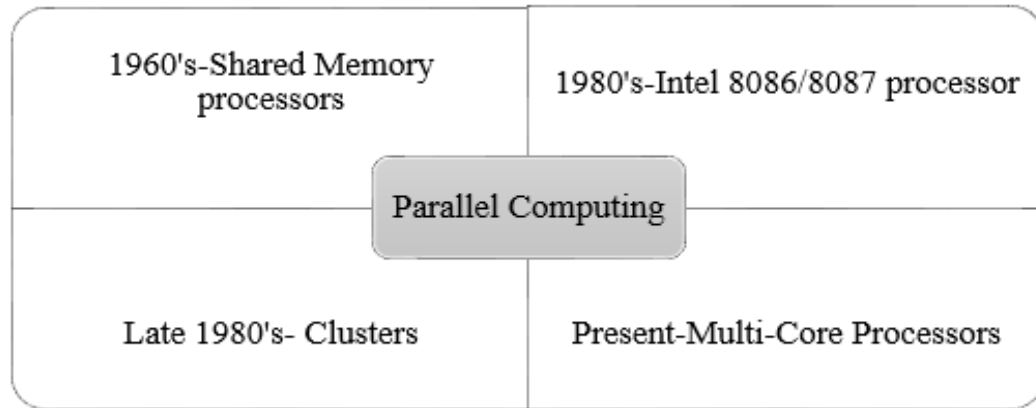 1960's-Shared Memory
processors
1980's-Intel 8086/8087 processor
Parallel Computing
Late 1980's- Clusters
Present-Multi-Core Processors